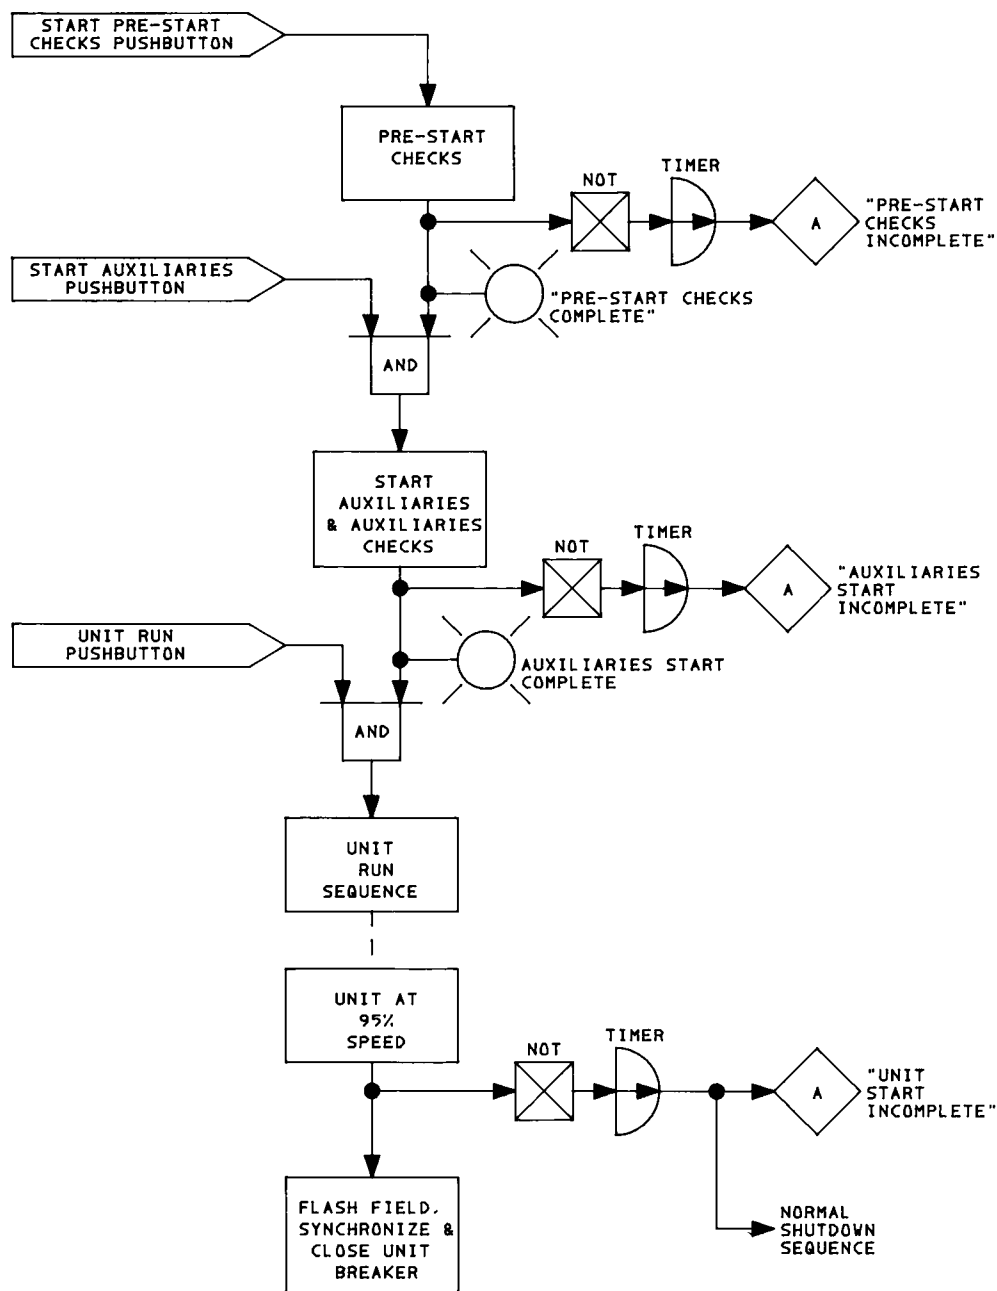 START PRE-START
CHECKS PUSHBUTTON
PRE-START
CHECKS
NOT
TIMER
A
"PRE-START
CHECKS
INCOMPLETE"
START AUXILIARIES
PUSHBUTTON
"PRE-START CHECKS
COMPLETE"
AND
START
AUXILIARIES
& AUXILIARIES
CHECKS
NOT
TIMER
A
"AUXILIARIES
START
INCOMPLETE"
UNIT RUN
PUSHBUTTON
AUXILIARIES START
COMPLETE
AND
UNIT
RUN
SEQUENCE
UNIT AT
95%
SPEED
NOT
TIMER
A
"UNIT
START
INCOMPLETE"
FLASH FIELD,
SYNCHRONIZE &
CLOSE UNIT
BREAKER
NORMAL
SHUTDOWN
SEQUENCE